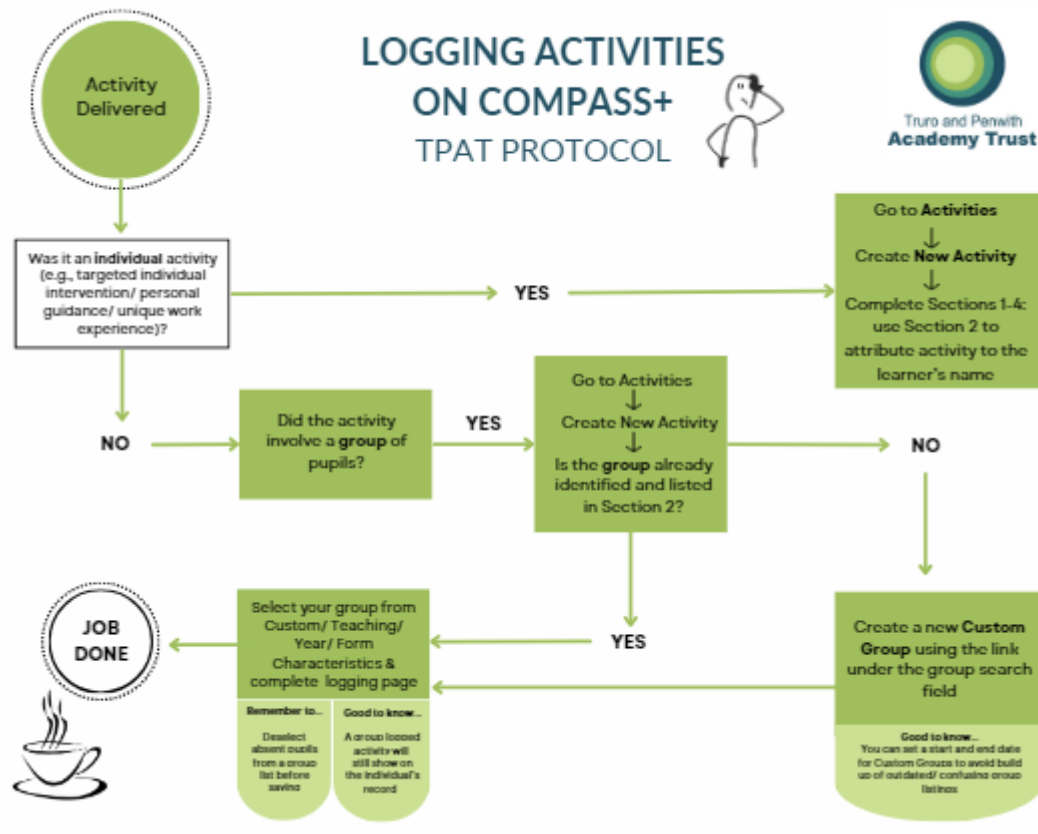 Activity
Delivered
LOGGING ACTIVITIES
ON COMPASS+
TPAT PROTOCOL
Truro and Penwith
Academy Trust
Was it an individual activity
(e.g., targeted individual
intervention/ personal
guidance/ unique work
experience)?
YES
Go to Activities
↓
Create New Activity
↓
Complete Sections 1-4:
use Section 2 to
attribute activity to the
learner's name
NO
Did the activity
involve a group of
pupils?
YES
Go to Activities
↓
Create New Activity
↓
Is the group already
identified and listed
in Section 2?
NO
YES
Create a new Custom
Group using the link
under the group search
field
Good to know...
You can set a start and end date
for Custom Groups to avoid build
up of outdated/ confusing group
listings
Select your group from
Custom/ Teaching/
Year/ Form
Characteristics &
complete logging page
Remember to...
Deselect
absent pupils
from a group
list before
saving
Good to know...
A group logged
activity will
still show on
the individual's
record
JOB
DONE